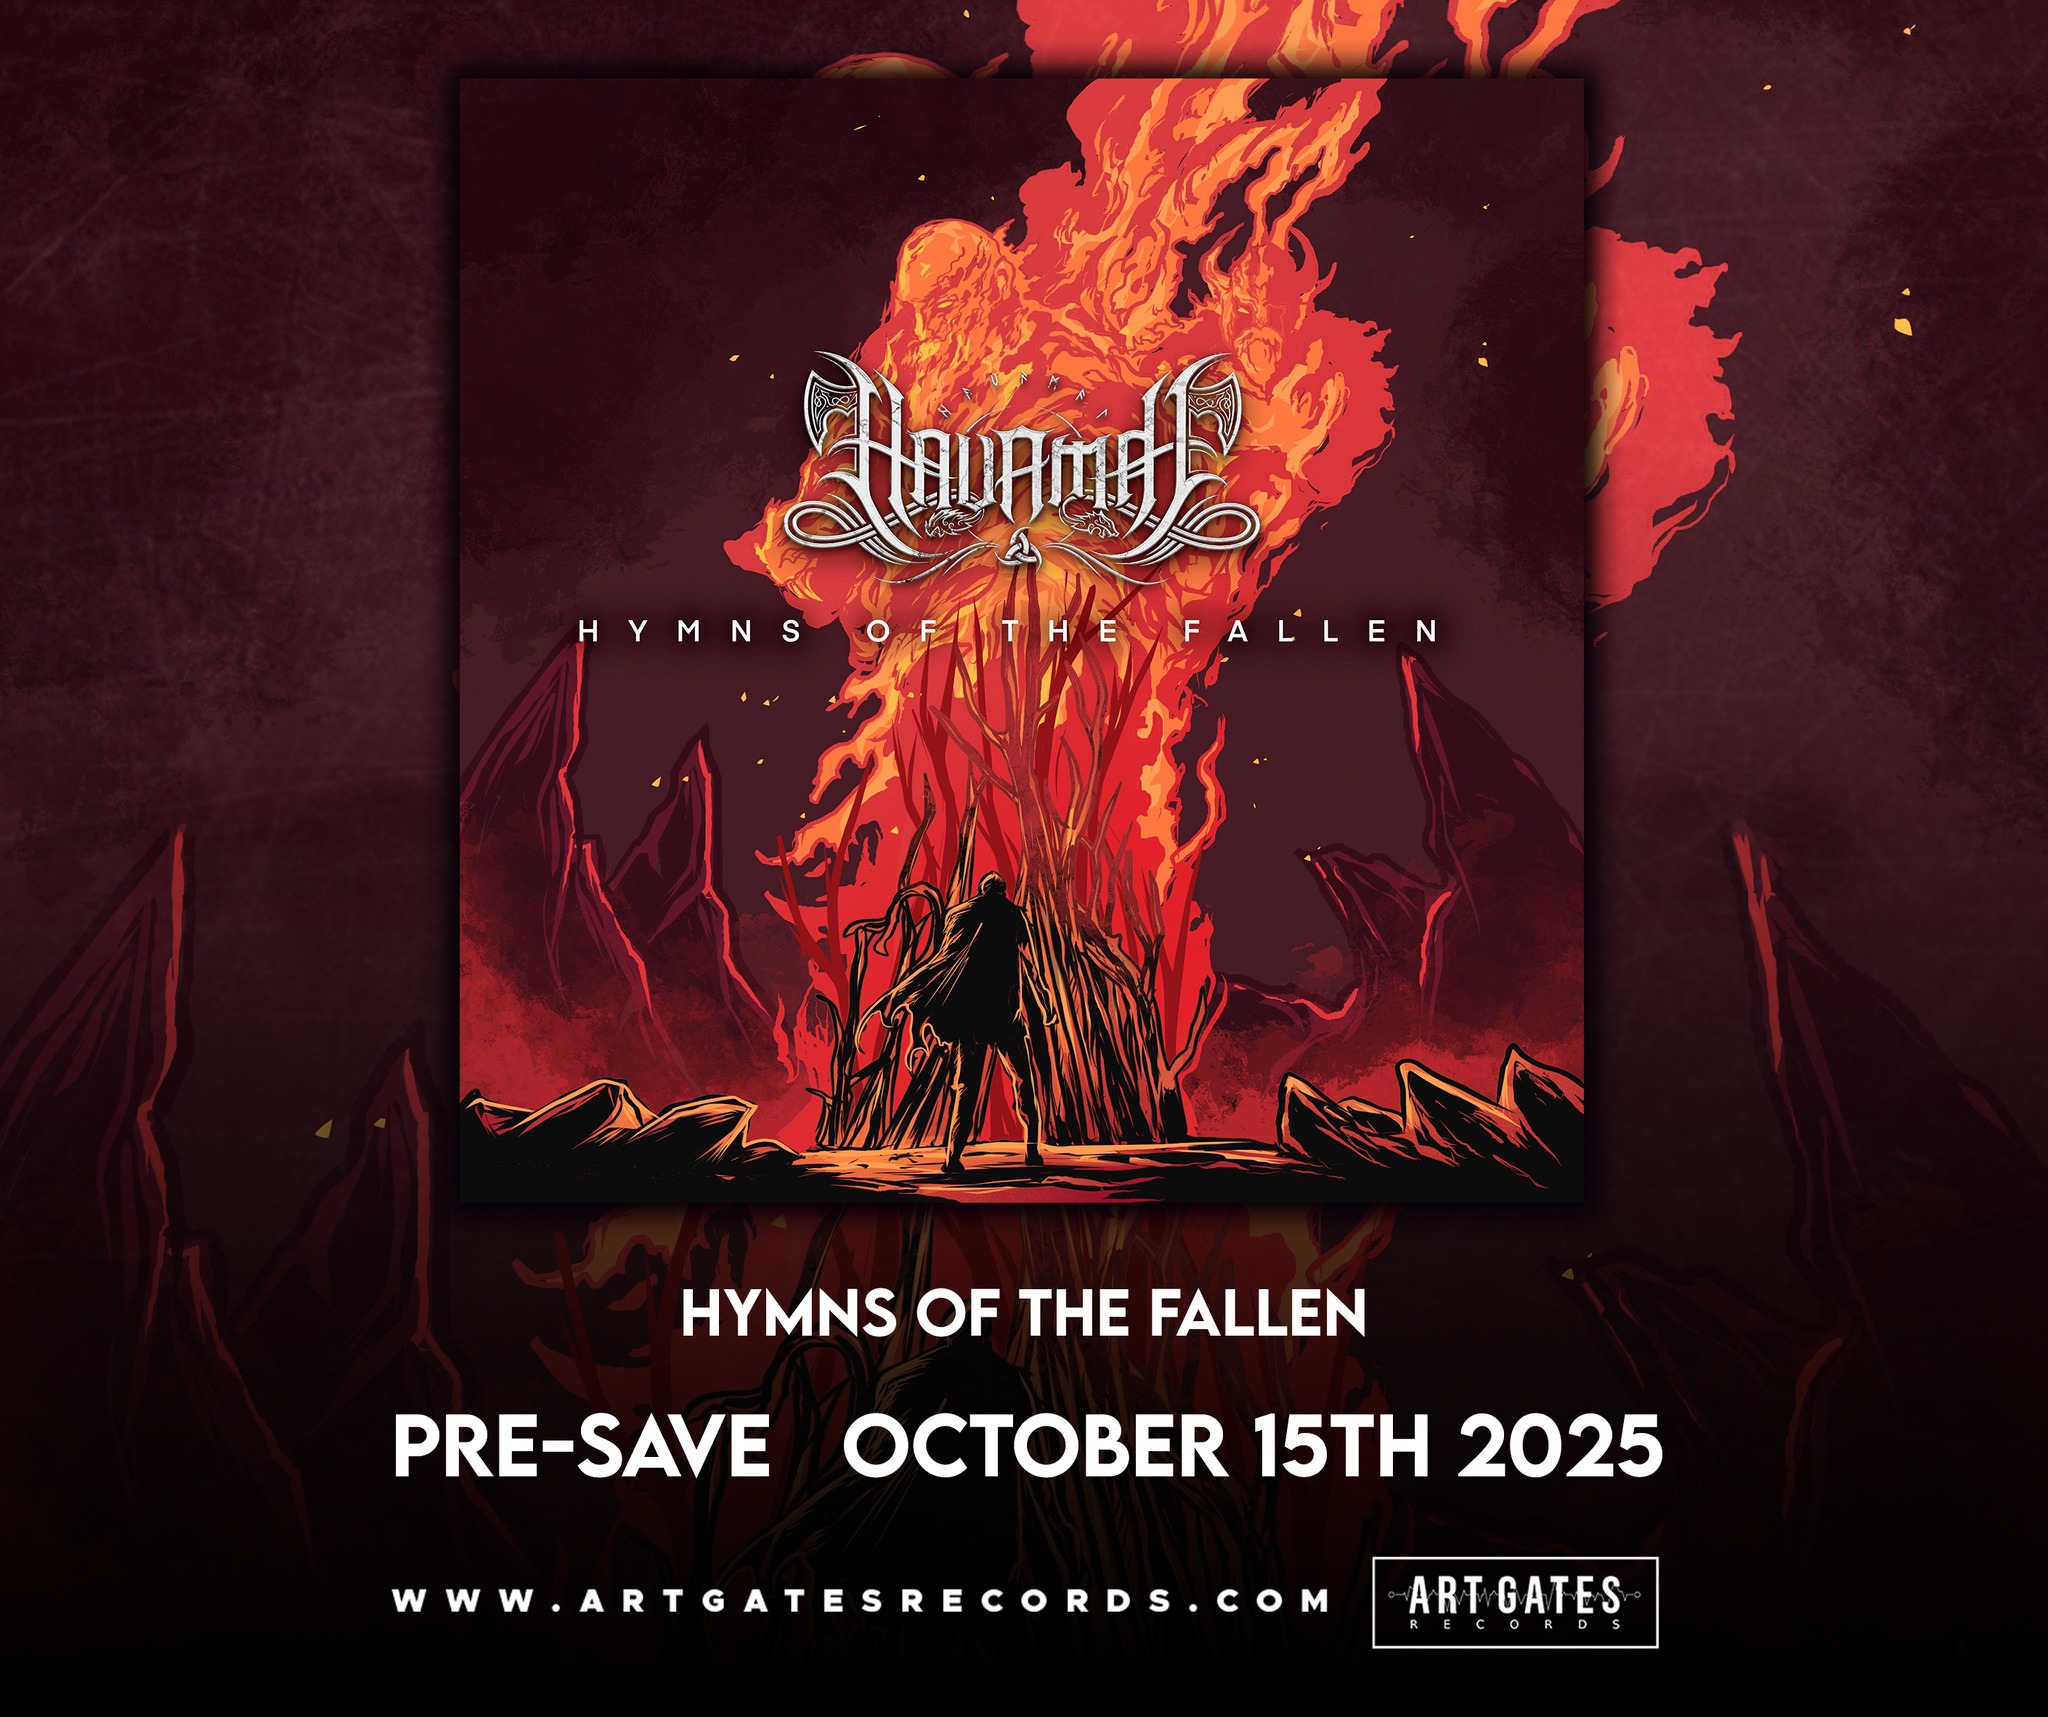 HAVAMAL
HYMNS OF THE FALLEN
HYMNS OF THE FALLEN
PRE-SAVE OCTOBER 15TH 2025
WWW.ARTGATESRECORDS.COM
ART GATES
RECORDS